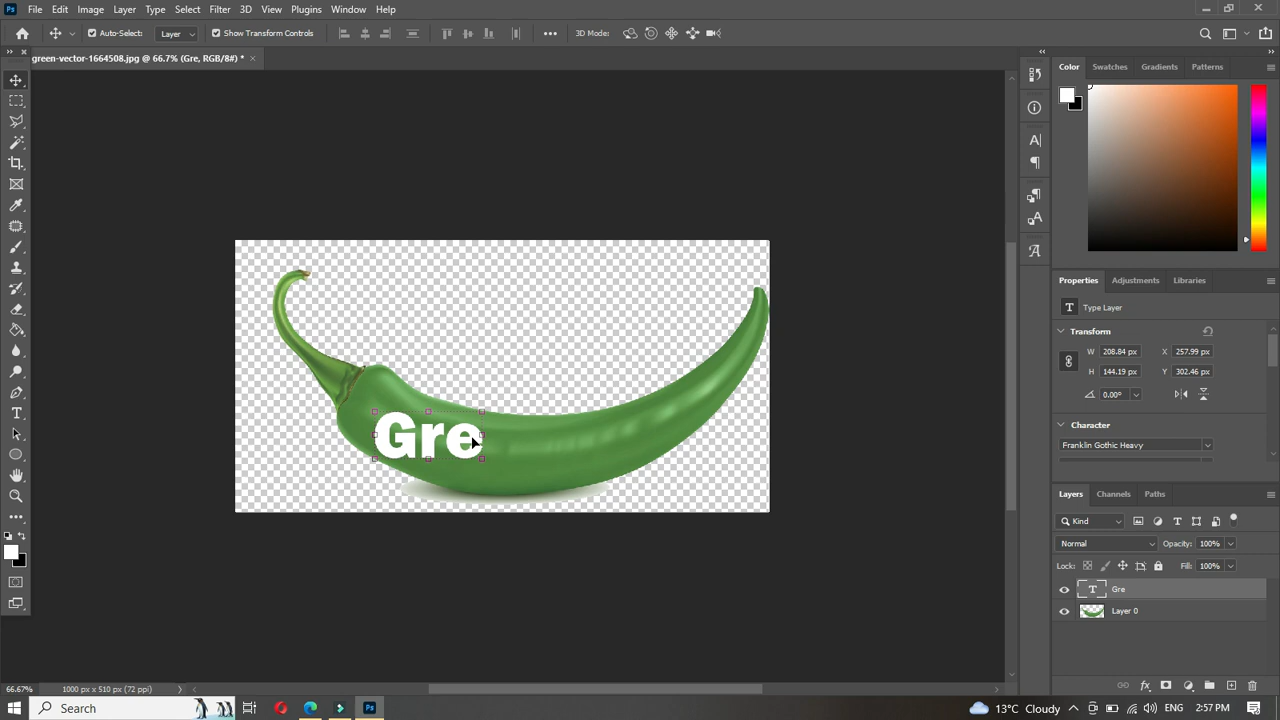 Ps File Edit Image Layer Type Select Filter 3D View Plugins Window Help
Auto-Select: Layer Show Transform Controls 3D Mode:
green-vector-1664508.jpg @ 66.7% (Gre, RGB/8#) *
Color Swatches Gradients Patterns
Gre
Properties Adjustments Libraries
T Type Layer
Transform
W 208.84 px X 257.99 px
H 144.19 px Y 302.46 px
0.00°
Character
Franklin Gothic Heavy
Layers Channels Paths
Kind
Normal Opacity: 100%
Lock: Fill: 100%
T Gre
Layer 0
66.67% 1000 px x 510 px (72 ppi)
Search Ps 13°C Cloudy 2:57 PM